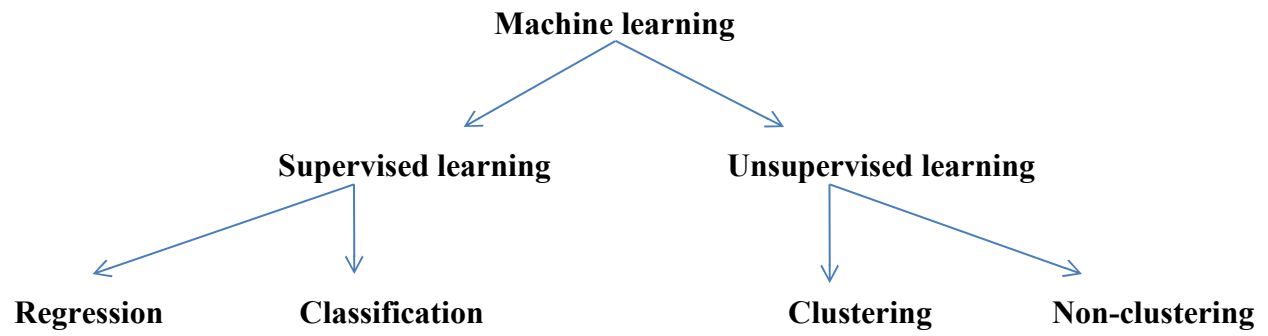 Machine learning
Supervised learning Unsupervised learning
Regression Classification Clustering Non-clustering